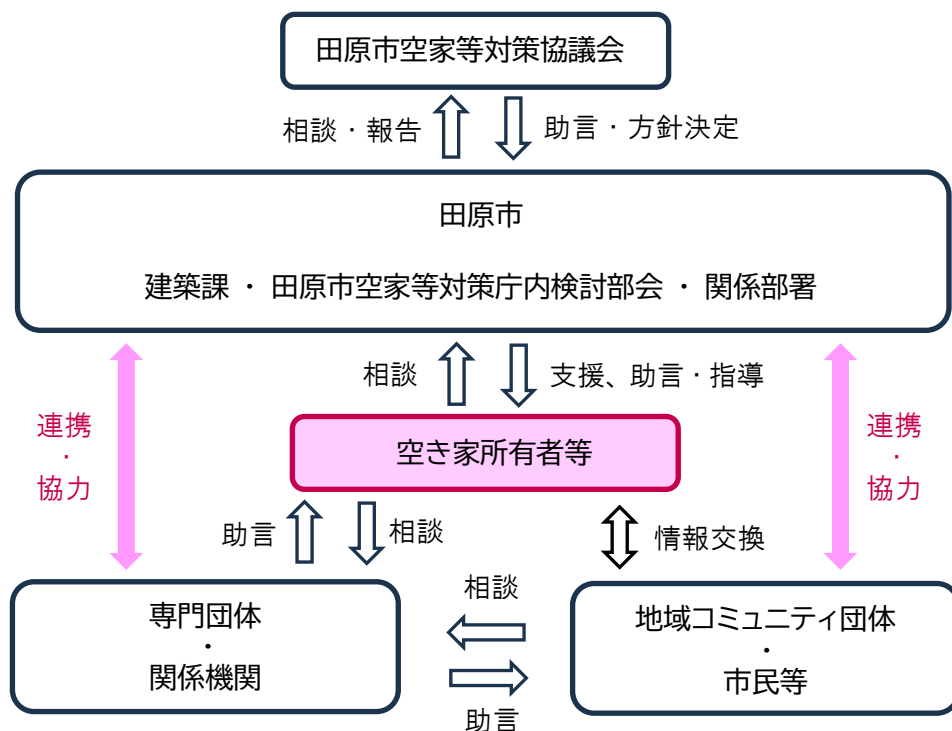 田原市空家等対策協議会
相談・報告
助言・方針決定
田原市
建築課 ・ 田原市空家等対策庁内検討部会 ・ 関係部署
相談
支援、助言・指導
連携
・
協力
連携
・
協力
空き家所有者等
助言
相談
情報交換
専門団体
・
関係機関
相談
助言
地域コミュニティ団体
・
市民等